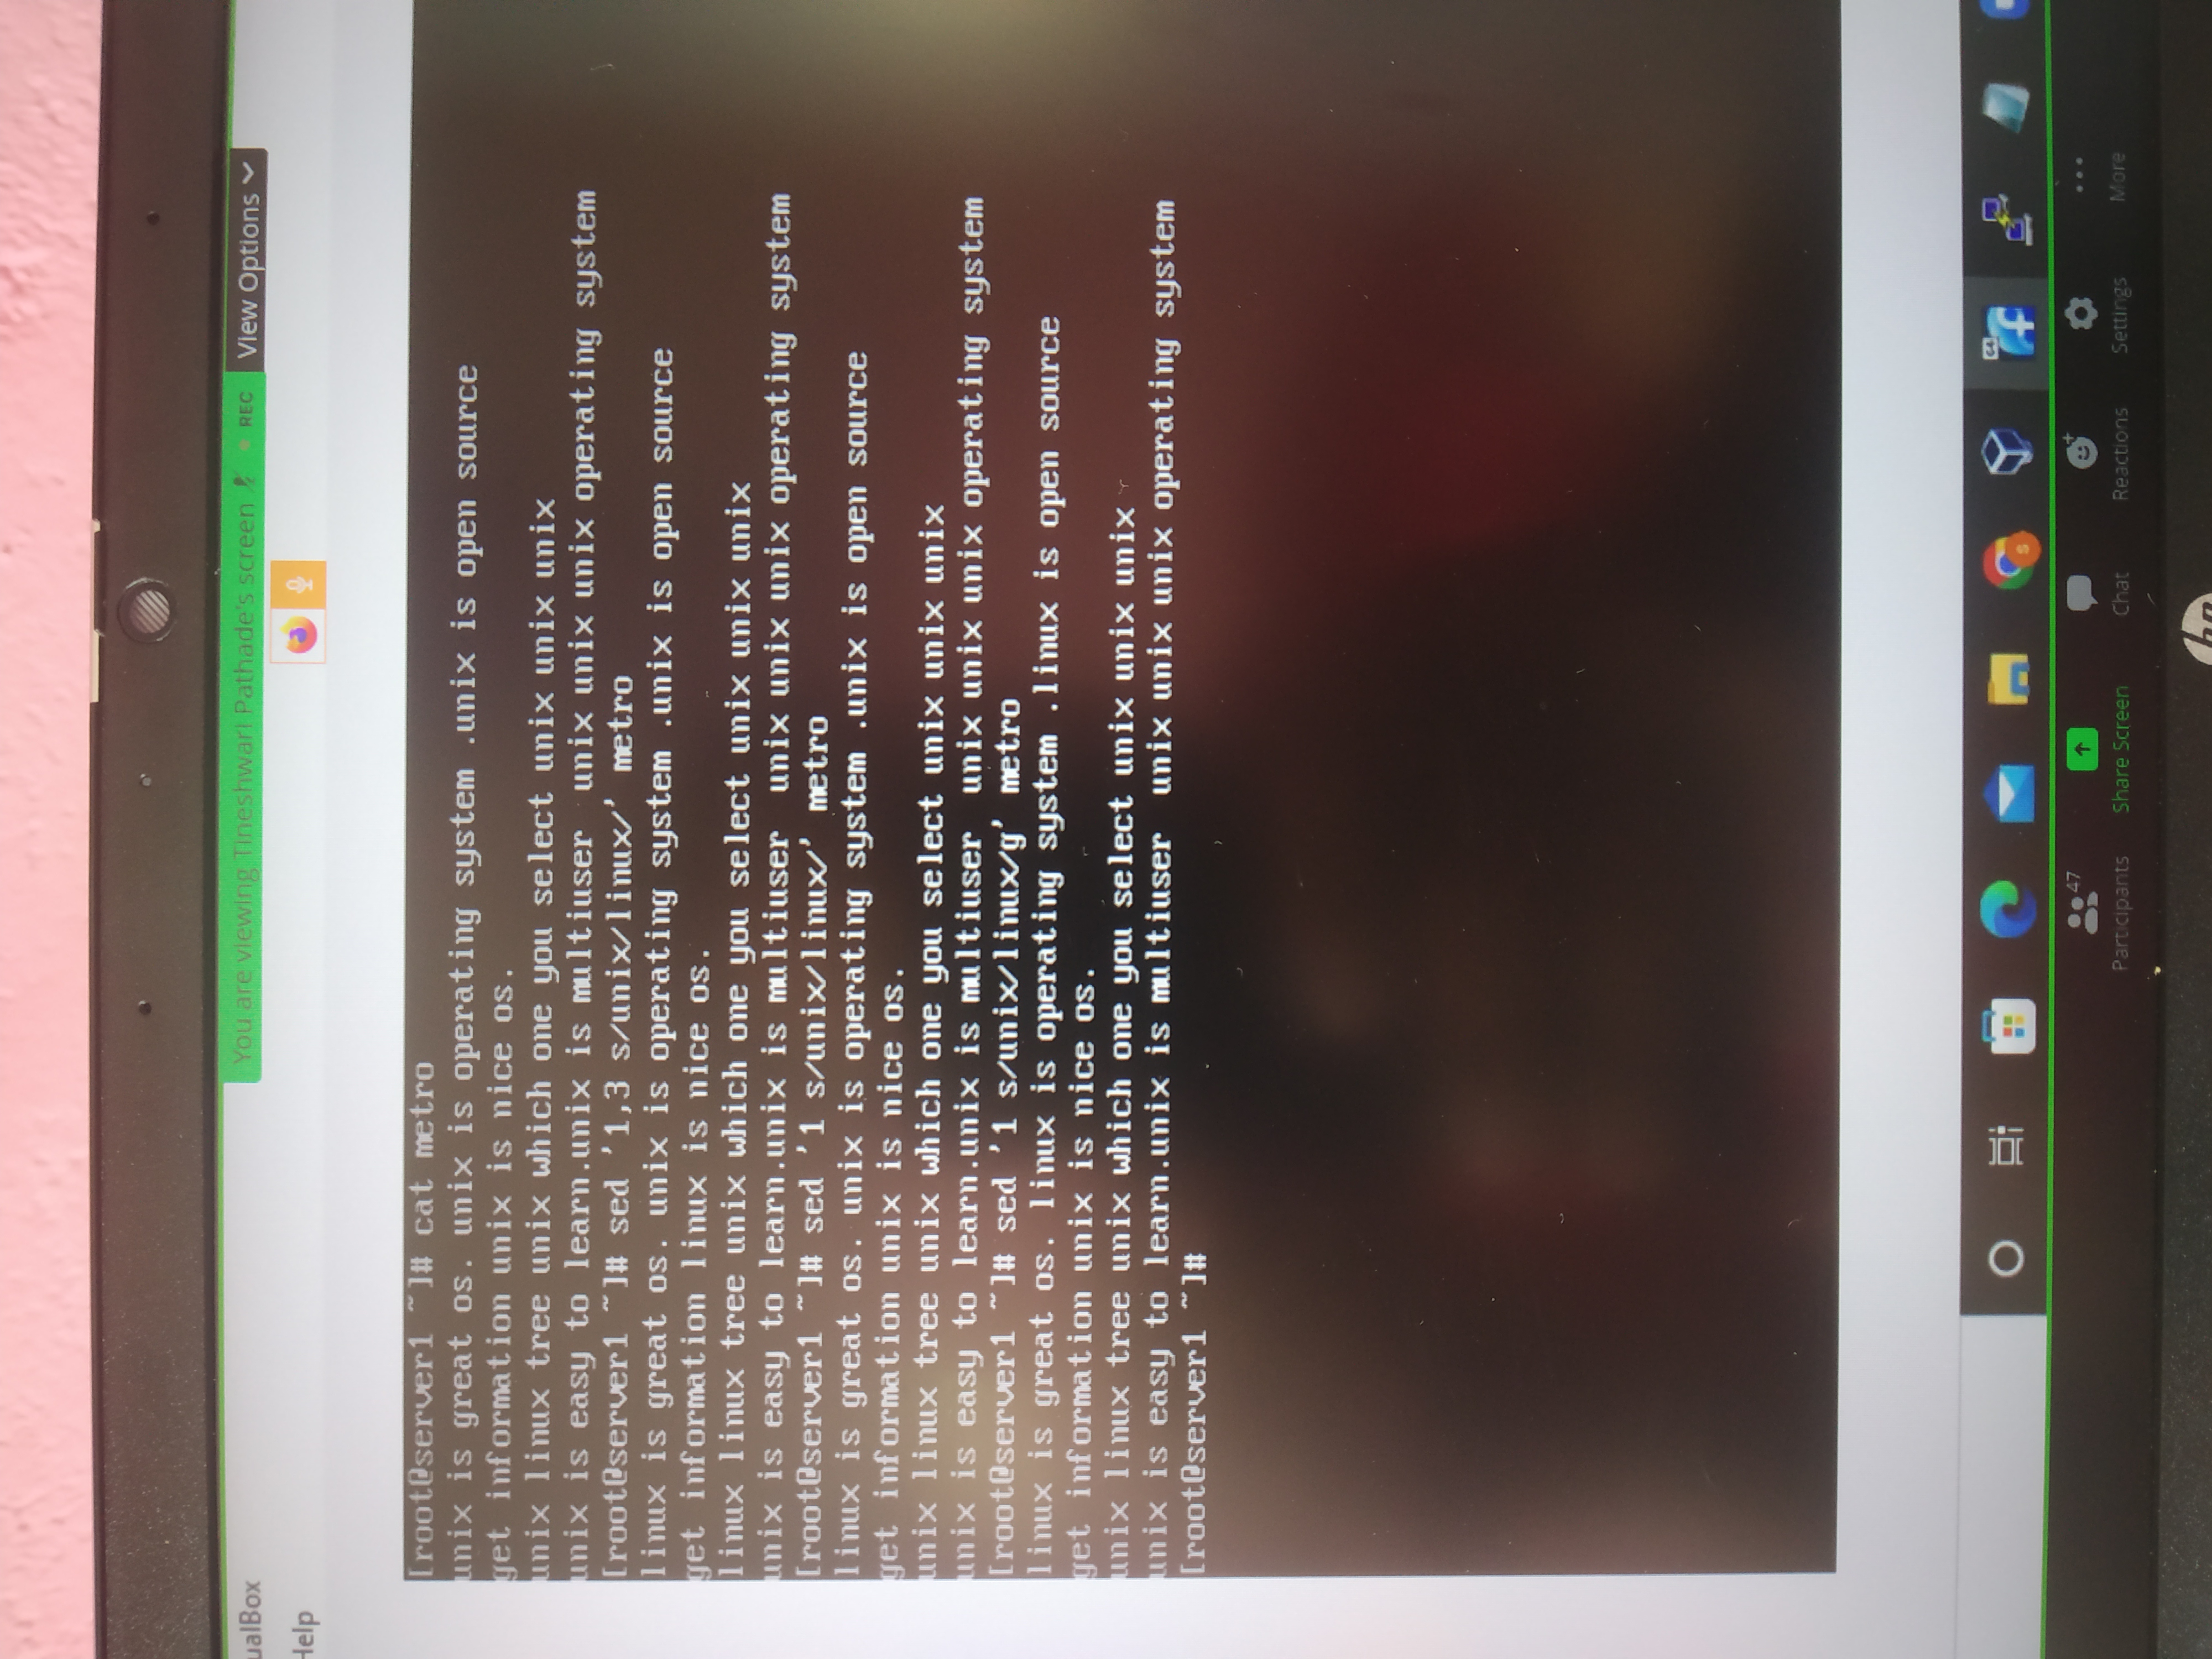 ualBox
You are viewing Tineshwari Pathade's screen REC View Options
Help
[root@server1 ~]# cat metro
unix is great os. unix is operating system .unix is open source
get information unix is nice os.
unix linux tree unix which one you select unix unix unix
unix is easy to learn.unix is multiuser  unix unix unix operating system
[root@server1 ~]# sed '1,3 s/unix/linux/' metro
linux is great os. unix is operating system .unix is open source
get information linux is nice os.
linux linux tree unix which one you select unix unix unix
unix is easy to learn.unix is multiuser  unix unix unix operating system
[root@server1 ~]# sed '1 s/unix/linux/' metro
linux is great os. unix is operating system .unix is open source
get information unix is nice os.
unix linux tree unix which one you select unix unix unix
unix is easy to learn.unix is multiuser  unix unix unix operating system
[root@server1 ~]# sed '1 s/unix/linux/g' metro
linux is great os. linux is operating system .linux is open source
get information unix is nice os.
unix linux tree unix which one you select unix unix unix
unix is easy to learn.unix is multiuser  unix unix unix operating system
[root@server1 ~]#
S
64
47
Participants Share Screen Chat Reactions Settings More
hp